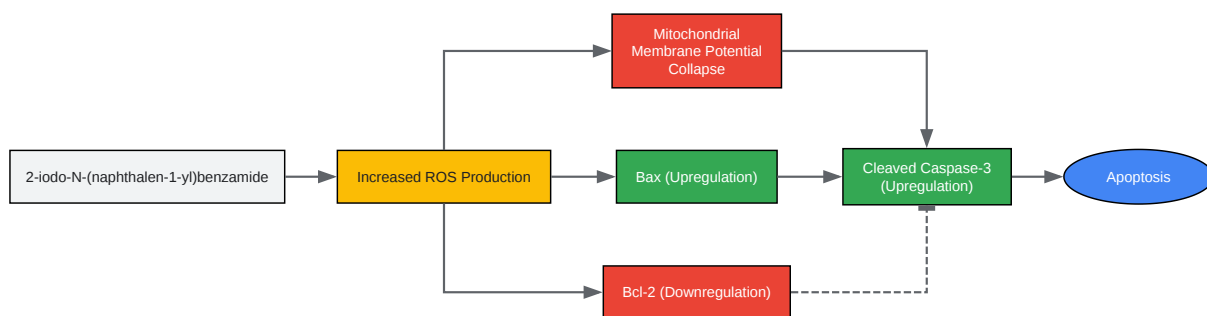 Mitochondrial
Membrane Potential
Collapse
2-iodo-N-(naphthalen-1-yl)benzamide
Increased ROS Production
Bax (Upregulation)
Cleaved Caspase-3
(Upregulation)
Apoptosis
Bcl-2 (Downregulation)